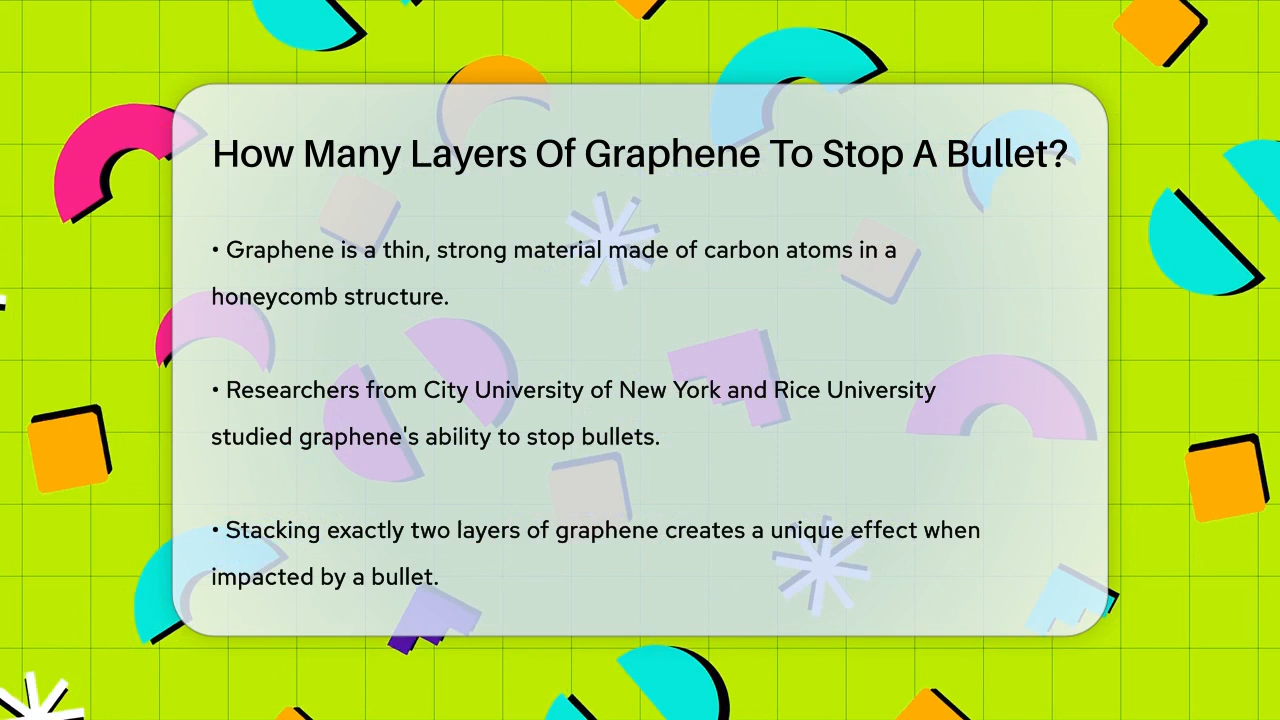 How Many Layers Of Graphene To Stop A Bullet?
• Graphene is a thin, strong material made of carbon atoms in a
honeycomb structure.
• Researchers from City University of New York and Rice University
studied graphene's ability to stop bullets.
• Stacking exactly two layers of graphene creates a unique effect when
impacted by a bullet.